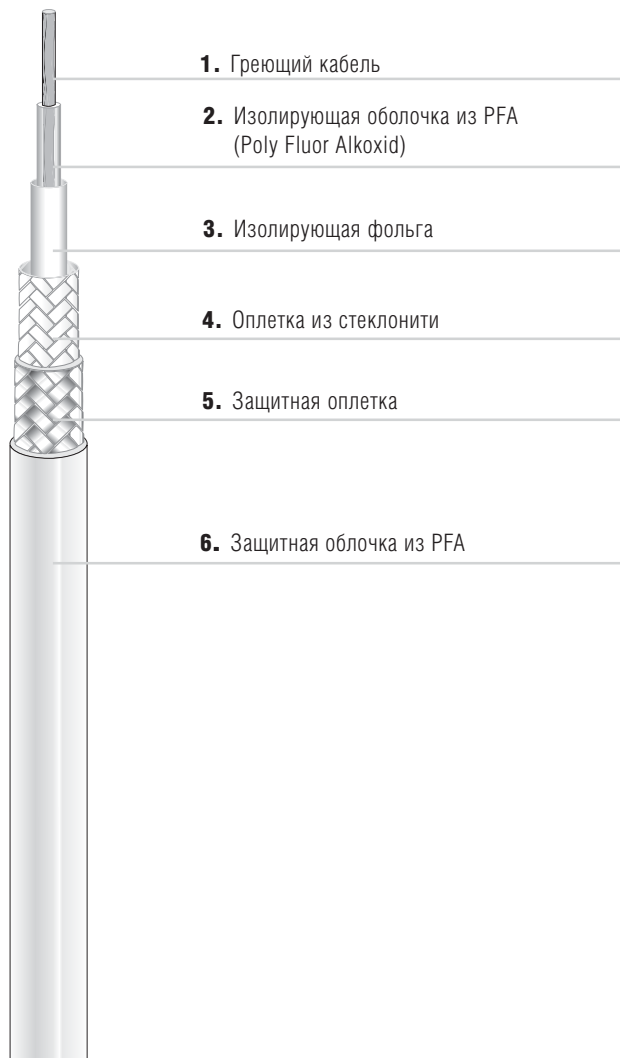 1. Греющий кабель
2. Изолирующая оболочка из PFA
(Poly Fluor Alkoxid)
3. Изолирующая фольга
4. Оплетка из стеклонити
5. Защитная оплетка
6. Защитная облочка из PFA